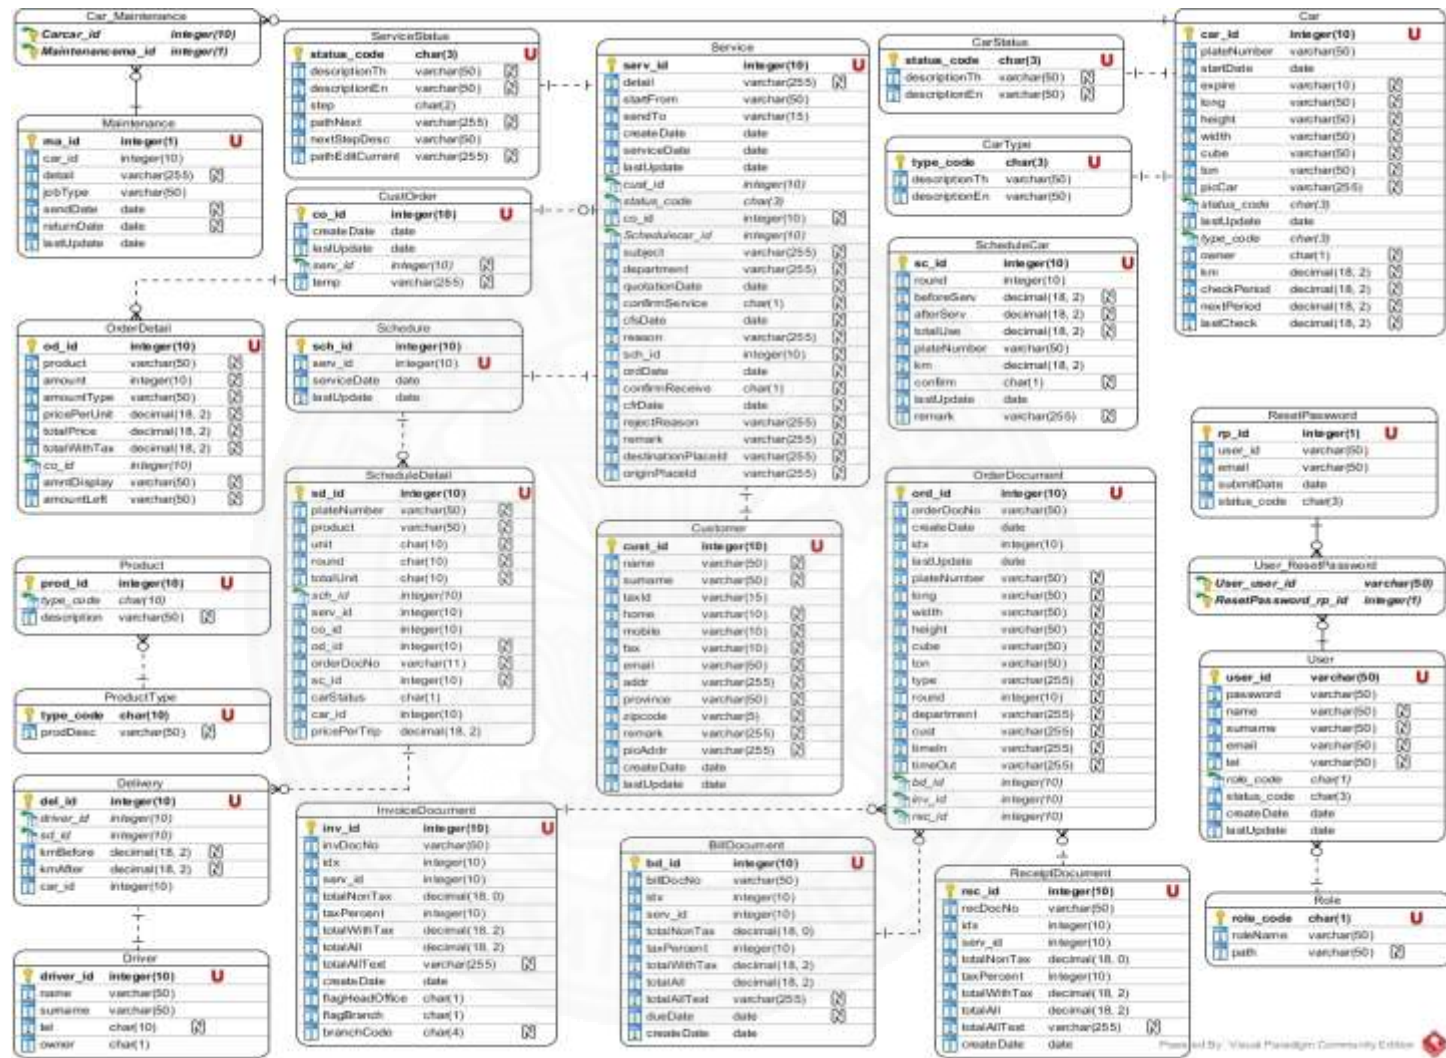 Car_Maintenance
Carcar_id integer(10)
Maintenancema_id integer(1)
Maintenance
ma_id integer(1) U
car_id integer(10)
detail varchar(255) N
jobType varchar(50)
sendDate date N
returnDate date N
lastUpdate date
OrderDetail
od_id integer(10) U
product varchar(50) N
amount integer(10) N
amountType varchar(50) N
pricePerUnit decimal(18, 2) N
totalPrice decimal(18, 2) N
totalWithTax decimal(18, 2) N
co_id integer(10)
amntDisplay varchar(50) N
amountLeft varchar(50) N
Product
prod_id integer(10) U
type_code char(10)
description varchar(50) N
ProductType
type_code char(10) U
prodDesc varchar(50) N
Delivery
del_id integer(10) U
driver_id integer(10)
sd_id integer(10)
kmBefore decimal(18, 2) N
kmAfter decimal(18, 2) N
car_id integer(10)
Driver
driver_id integer(10) U
name varchar(50)
surname varchar(50)
tel char(10) N
owner char(1)
ServiceStatus
status_code char(3) U
descriptionTh varchar(50) N
descriptionEn varchar(50) N
step char(2)
pathNext varchar(255) N
nextStepDesc varchar(50)
pathEditCurrent varchar(255) N
CustOrder
co_id integer(10) U
createDate date
lastUpdate date
serv_id integer(10) N
temp varchar(255) N
Schedule
sch_id integer(10)
serv_id integer(10) U
serviceDate date
lastUpdate date
ScheduleDetail
sd_id integer(10) U
plateNumber varchar(50) N
product varchar(50) N
unit char(10) N
round char(10) N
totalUnit char(10) N
sch_id integer(10)
serv_id integer(10)
co_id integer(10)
od_id integer(10) N
orderDocNo varchar(11) N
sc_id integer(10) N
carStatus char(1)
car_id integer(10)
pricePerTrip decimal(18, 2)
InvoiceDocument
inv_id integer(10) U
invDocNo varchar(50)
idx integer(10)
serv_id integer(10)
totalNonTax decimal(18, 0)
taxPercent integer(10)
totalWithTax decimal(18, 2)
totalAll decimal(18, 2)
totalAllText varchar(255) N
createDate date
flagHeadOffice char(1)
flagBranch char(1)
branchCode char(4) N
Service
serv_id integer(10) U
detail varchar(255) N
startFrom varchar(50)
sendTo varchar(15)
createDate date
serviceDate date
lastUpdate date
cust_id integer(10)
status_code char(3)
co_id integer(10) N
Schedulecar_id integer(10)
subject varchar(255) N
department varchar(255) N
quotationDate date N
confirmService char(1) N
cfsDate date N
reason varchar(255) N
sch_id integer(10) N
ordDate date N
confirmReceive char(1) N
cfrDate date N
rejectReason varchar(255) N
remark varchar(255) N
destinationPlaceId varchar(255) N
originPlaceId varchar(255) N
Customer
cust_id integer(10) U
name varchar(50) N
surname varchar(50) N
taxId varchar(15)
home varchar(10) N
mobile varchar(10) N
fax varchar(10) N
email varchar(50) N
addr varchar(255) N
province varchar(50) N
zipcode varchar(5) N
remark varchar(255) N
picAddr varchar(255) N
createDate date
lastUpdate date
BillDocument
bd_id integer(10) U
billDocNo varchar(50)
idx integer(10)
serv_id integer(10)
totalNonTax decimal(18, 0)
taxPercent integer(10)
totalWithTax decimal(18, 2)
totalAll decimal(18, 2)
totalAllText varchar(255) N
dueDate date N
createDate date
CarStatus
status_code char(3) U
descriptionTh varchar(50) N
descriptionEn varchar(50) N
CarType
type_code char(3) U
descriptionTh varchar(50)
descriptionEn varchar(50)
ScheduleCar
sc_id integer(10) U
round integer(10)
beforeServ decimal(18, 2) N
afterServ decimal(18, 2) N
totalUse decimal(18, 2) N
plateNumber varchar(50)
km decimal(18, 2)
confirm char(1) N
lastUpdate date
remark varchar(255) N
OrderDocument
ord_id integer(10) U
orderDocNo varchar(50)
createDate date
idx integer(10)
lastUpdate date
plateNumber varchar(50) N
long varchar(50) N
width varchar(50) N
height varchar(50) N
cube varchar(50) N
ton varchar(50) N
type varchar(255) N
round integer(10) N
department varchar(255) N
cust varchar(255) N
timeIn varchar(255) N
timeOut varchar(255) N
bd_id integer(10)
inv_id integer(10)
rec_id integer(10)
ReceiptDocument
rec_id integer(10) U
recDocNo varchar(50)
idx integer(10)
serv_id integer(10)
totalNonTax decimal(18, 0)
taxPercent integer(10)
totalWithTax decimal(18, 2)
totalAll decimal(18, 2)
totalAllText varchar(255) N
createDate date
Car
car_id integer(10) U
plateNumber varchar(50)
startDate date
expire varchar(10) N
long varchar(50) N
height varchar(50) N
width varchar(50) N
cube varchar(50) N
ton varchar(50) N
picCar varchar(255) N
status_code char(3)
lastUpdate date
type_code char(3)
owner char(1) N
km decimal(18, 2) N
checkPeriod decimal(18, 2) N
nextPeriod decimal(18, 2) N
lastCheck decimal(18, 2) N
ResetPassword
rp_id integer(1) U
user_id varchar(50)
email varchar(50)
submitDate date
status_code char(3)
User_ResetPassword
User_user_id varchar(50)
ResetPassword_rp_id integer(1)
User
user_id varchar(50) U
password varchar(50)
name varchar(50) N
surname varchar(50) N
email varchar(50) N
tel varchar(50) N
role_code char(1)
status_code char(3)
createDate date
lastUpdate date
Role
role_code char(1) U
roleName varchar(50)
path varchar(50) N
Powered By: Visual Paradigm Community Edition